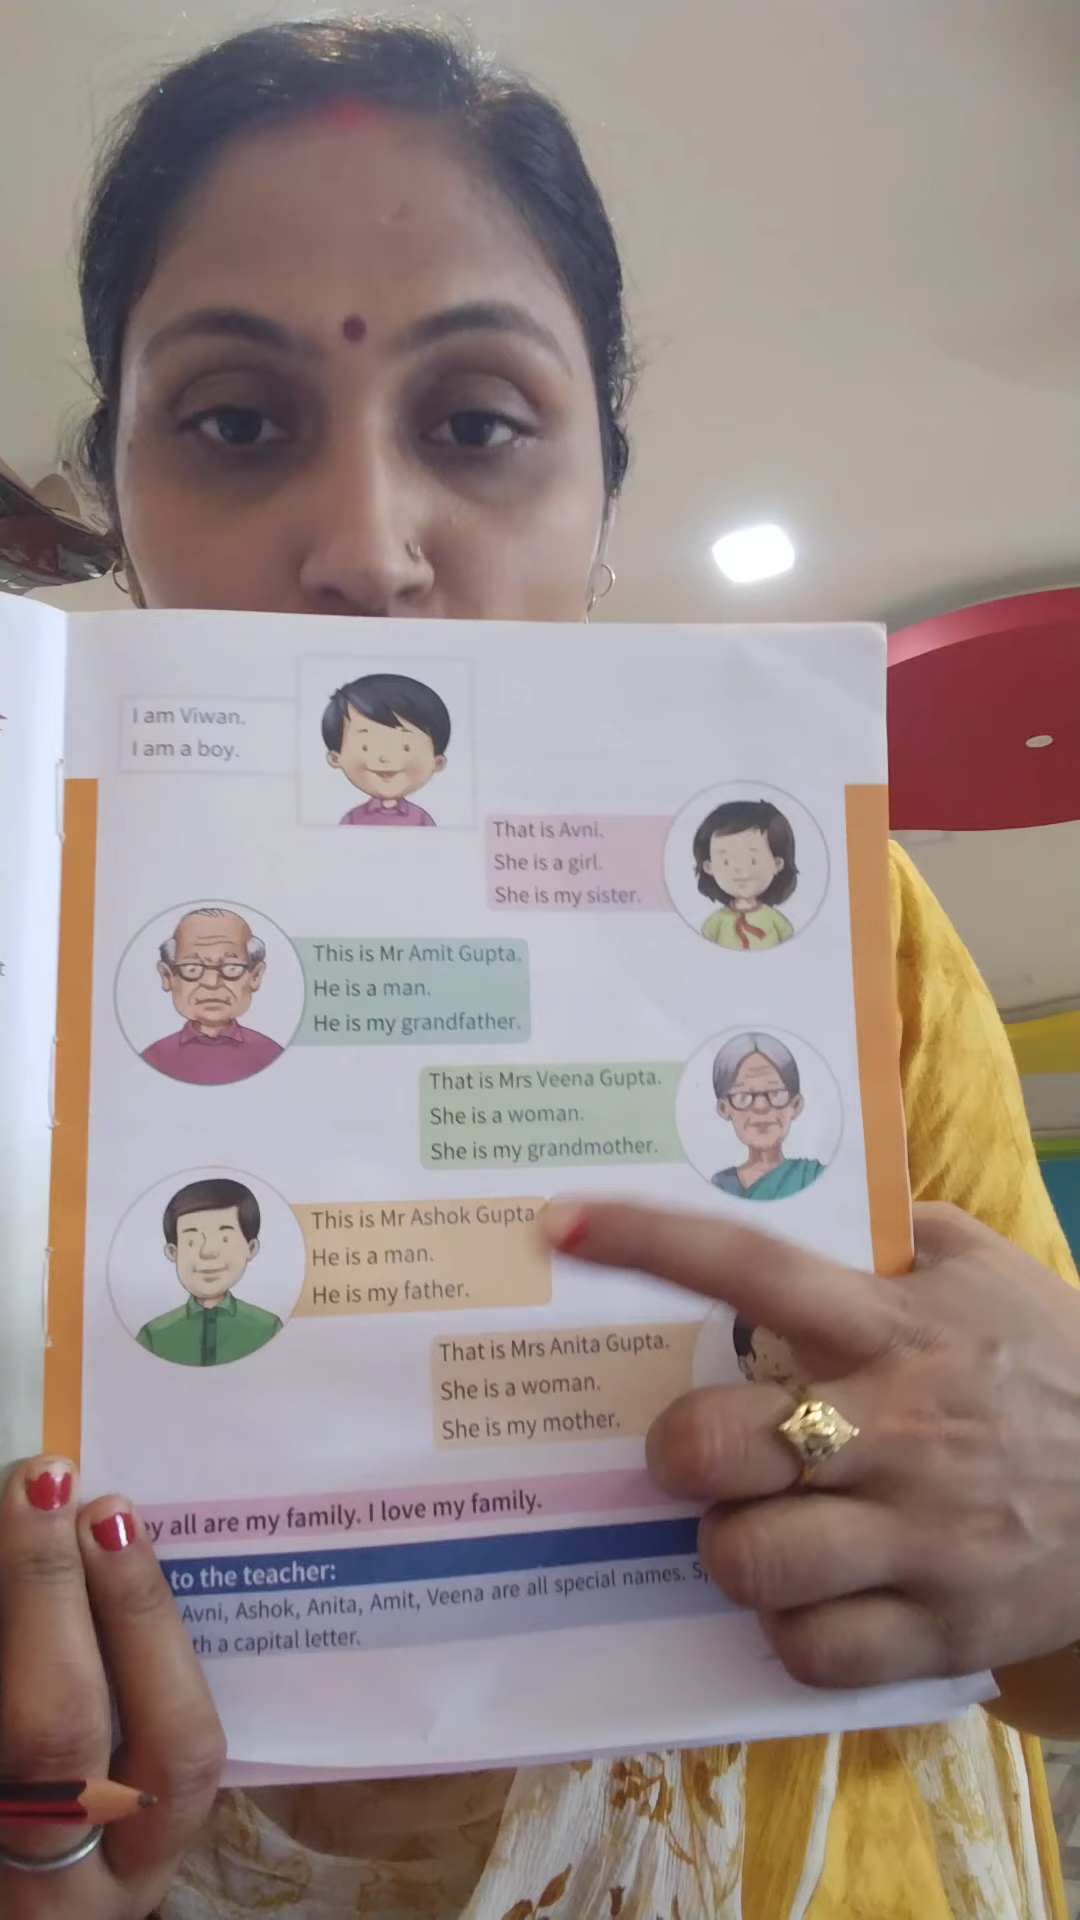 I am Viwan.
I am a boy.
That is Avni.
She is a girl.
She is my sister.
This is Mr Amit Gupta.
He is a man.
He is my grandfather.
That is Mrs Veena Gupta.
She is a woman.
She is my grandmother.
This is Mr Ashok Gupta
He is a man.
He is my father.
That is Mrs Anita Gupta.
She is a woman.
She is my mother.
all are my family. I love my family.
to the teacher:
Avni, Ashok, Anita, Amit, Veena are all special names.
a capital letter.